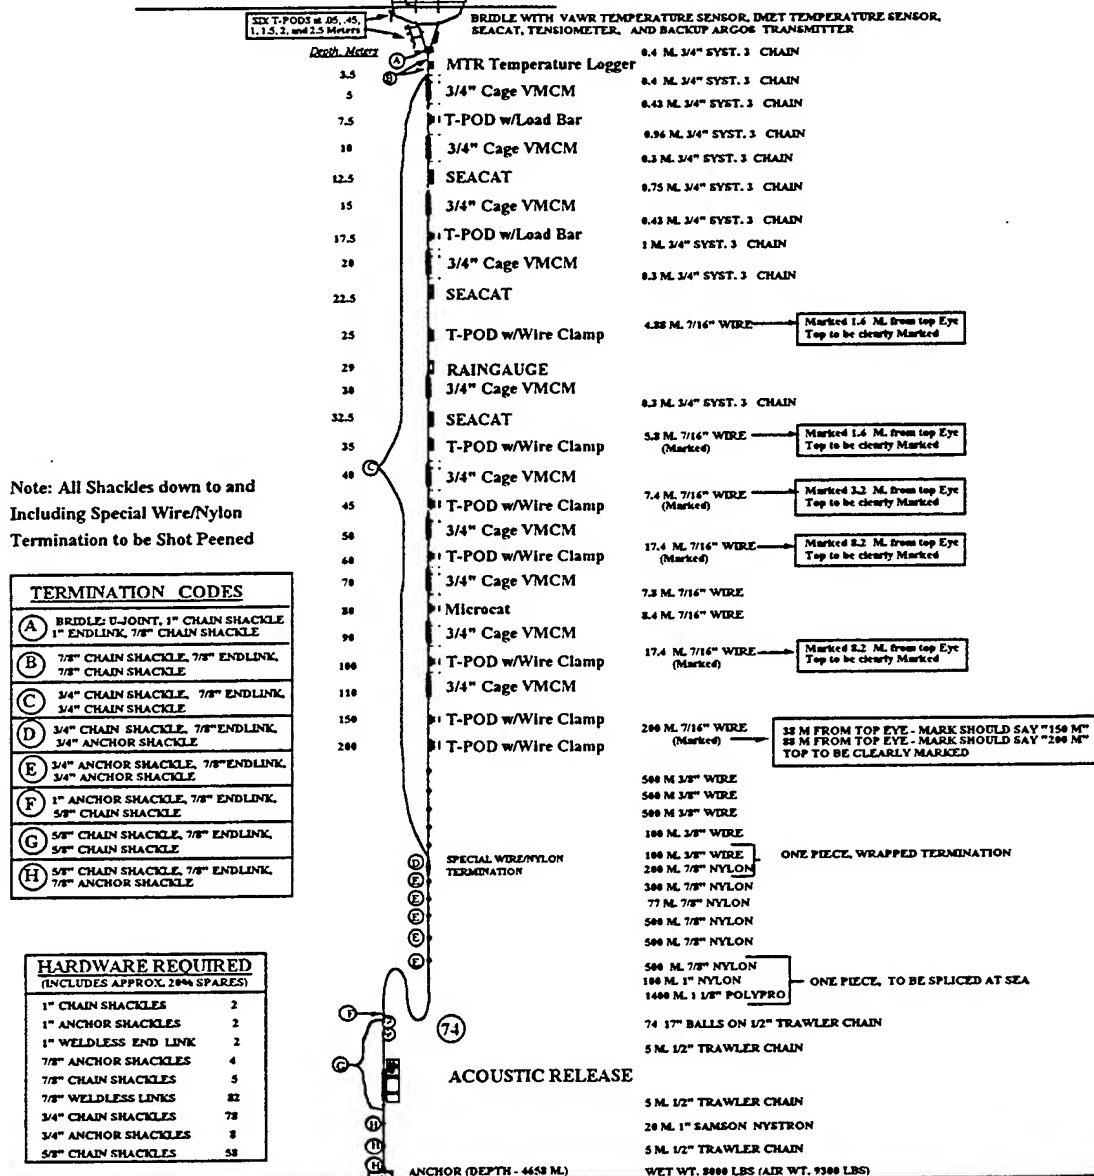 SIX T-PODS at .05, .45,
1, 1.5, 2, and 2.5 Meters
BRIDLE WITH VAWR TEMPERATURE SENSOR, IMET TEMPERATURE SENSOR,
SEACAT, TENSIOMETER, AND BACKUP ARGOS TRANSMITTER
Depth, Meters
A
0.4 M. 3/4" SYST. 3 CHAIN
3.5 B MTR Temperature Logger
0.4 M. 3/4" SYST. 3 CHAIN
5 3/4" Cage VMCM
0.43 M. 3/4" SYST. 3 CHAIN
7.5 T-POD w/Load Bar
0.96 M. 3/4" SYST. 3 CHAIN
10 3/4" Cage VMCM
0.3 M. 3/4" SYST. 3 CHAIN
12.5 SEACAT
0.75 M. 3/4" SYST. 3 CHAIN
15 3/4" Cage VMCM
0.43 M. 3/4" SYST. 3 CHAIN
17.5 T-POD w/Load Bar
1 M. 3/4" SYST. 3 CHAIN
20 3/4" Cage VMCM
0.3 M. 3/4" SYST. 3 CHAIN
22.5 SEACAT
4.88 M. 7/16" WIRE
Marked 1.6 M. from top Eye
Top to be clearly Marked
25 T-POD w/Wire Clamp
29 RAINGAUGE
30 3/4" Cage VMCM
0.3 M. 3/4" SYST. 3 CHAIN
32.5 SEACAT
35 T-POD w/Wire Clamp
5.8 M. 7/16" WIRE
(Marked)
Marked 1.6 M. from top Eye
Top to be clearly Marked
40 C 3/4" Cage VMCM
45 T-POD w/Wire Clamp
7.4 M. 7/16" WIRE
(Marked)
Marked 3.2 M. from top Eye
Top to be clearly Marked
50 3/4" Cage VMCM
60 T-POD w/Wire Clamp
17.4 M. 7/16" WIRE
(Marked)
Marked 8.2 M. from top Eye
Top to be clearly Marked
70 3/4" Cage VMCM
7.8 M. 7/16" WIRE
80 Microcat
8.4 M. 7/16" WIRE
90 3/4" Cage VMCM
100 T-POD w/Wire Clamp
17.4 M. 7/16" WIRE
(Marked)
Marked 8.2 M. from top Eye
Top to be clearly Marked
110 3/4" Cage VMCM
150 T-POD w/Wire Clamp
200 M. 7/16" WIRE
(Marked)
38 M FROM TOP EYE - MARK SHOULD SAY "150 M"
88 M FROM TOP EYE - MARK SHOULD SAY "200 M"
TOP TO BE CLEARLY MARKED
200 T-POD w/Wire Clamp
500 M 3/8" WIRE
500 M 3/8" WIRE
500 M 3/8" WIRE
100 M. 3/8" WIRE
D
SPECIAL WIRE/NYLON
TERMINATION
100 M. 3/8" WIRE
200 M. 7/8" NYLON
ONE PIECE, WRAPPED TERMINATION
E
300 M. 7/8" NYLON
E
77 M. 7/8" NYLON
E
500 M. 7/8" NYLON
E
500 M. 7/8" NYLON
E
500 M. 7/8" NYLON
100 M. 1" NYLON
1400 M. 1 1/8" POLYPRO
ONE PIECE, TO BE SPLICED AT SEA
F
74
74 17" BALLS ON 1/2" TRAWLER CHAIN
5 M. 1/2" TRAWLER CHAIN
G
ACOUSTIC RELEASE
5 M. 1/2" TRAWLER CHAIN
H
20 M. 1" SAMSON NYSTRON
H
5 M. 1/2" TRAWLER CHAIN
H
ANCHOR (DEPTH - 4658 M.)
WET WT. 8000 LBS (AIR WT. 9300 LBS)
Note: All Shackles down to and
Including Special Wire/Nylon
Termination to be Shot Peened
TERMINATION CODES
A BRIDLE: U-JOINT, 1" CHAIN SHACKLE
1" ENDLINK, 7/8" CHAIN SHACKLE
B 7/8" CHAIN SHACKLE, 7/8" ENDLINK,
7/8" CHAIN SHACKLE
C 3/4" CHAIN SHACKLE, 7/8" ENDLINK,
3/4" CHAIN SHACKLE
D 3/4" CHAIN SHACKLE, 7/8" ENDLINK,
3/4" ANCHOR SHACKLE
E 3/4" ANCHOR SHACKLE, 7/8" ENDLINK,
3/4" ANCHOR SHACKLE
F 1" ANCHOR SHACKLE, 7/8" ENDLINK,
5/8" CHAIN SHACKLE
G 5/8" CHAIN SHACKLE, 7/8" ENDLINK,
5/8" CHAIN SHACKLE
H 5/8" CHAIN SHACKLE, 7/8" ENDLINK,
7/8" ANCHOR SHACKLE
HARDWARE REQUIRED
(INCLUDES APPROX. 20% SPARES)
1" CHAIN SHACKLES 2
1" ANCHOR SHACKLES 2
1" WELDLESS END LINK 2
7/8" ANCHOR SHACKLES 4
7/8" CHAIN SHACKLES 5
7/8" WELDLESS LINKS 82
3/4" CHAIN SHACKLES 78
3/4" ANCHOR SHACKLES 8
5/8" CHAIN SHACKLES 58